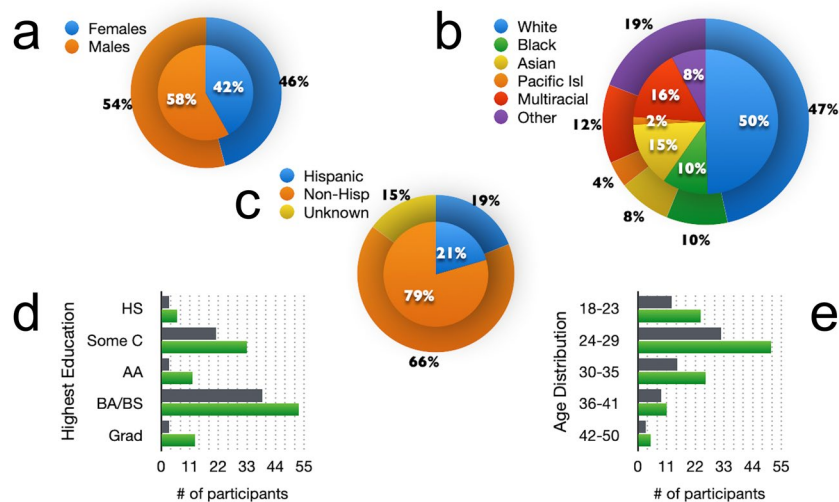 a
Females
Males
42%
46%
58%
54%
b
White
Black
Asian
Pacific Isl
Multiracial
Other
19%
8%
16%
47%
12%
2%
50%
15%
10%
4%
8%
10%
c
Hispanic
Non-Hisp
Unknown
15%
19%
21%
79%
66%
d
Highest Education
HS
Some C
AA
BA/BS
Grad
0 11 22 33 44 55
# of participants
e
Age Distribution
18-23
24-29
30-35
36-41
42-50
0 11 22 33 44 55
# of participants